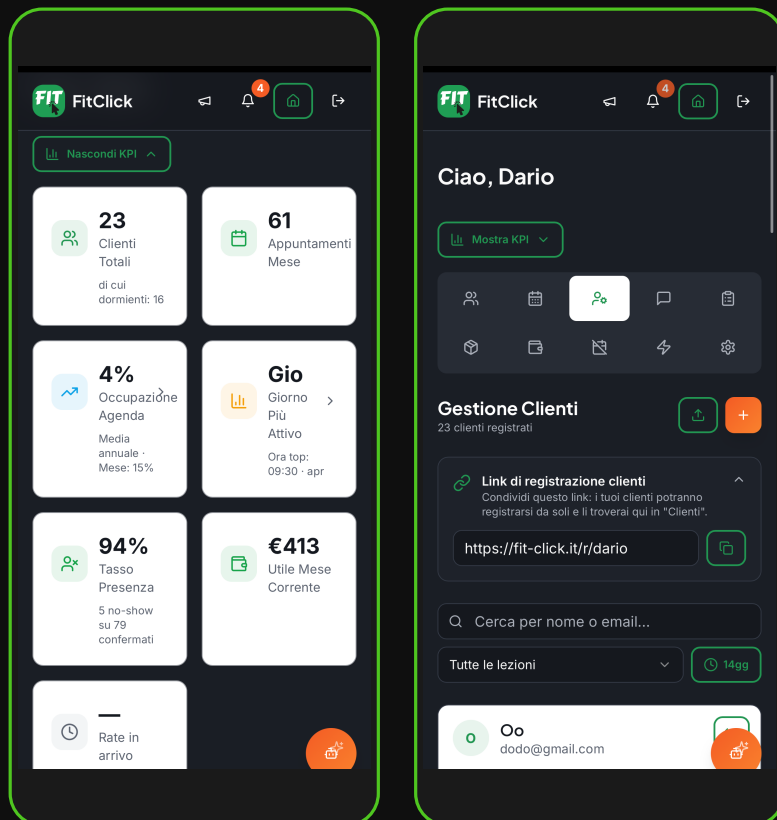 FIT FitClick 4
Nascondi KPI
23
Clienti
Totali
di cui
dormienti: 16
61
Appuntamenti
Mese
4%
Occupazione
Agenda
Media
annuale ·
Mese: 15%
Gio
Giorno
Più
Attivo
Ora top:
09:30 · apr
94%
Tasso
Presenza
5 no-show
su 79
confermati
€413
Utile Mese
Corrente
—
Rate in
arrivo
FIT FitClick 4
Ciao, Dario
Mostra KPI
Gestione Clienti
23 clienti registrati
Link di registrazione clienti
Condividi questo link: i tuoi clienti potranno
registrarsi da soli e li troverai qui in "Clienti".
https://fit-click.it/r/dario
Cerca per nome o email...
Tutte le lezioni
14gg
O
Oo
dodo@gmail.com